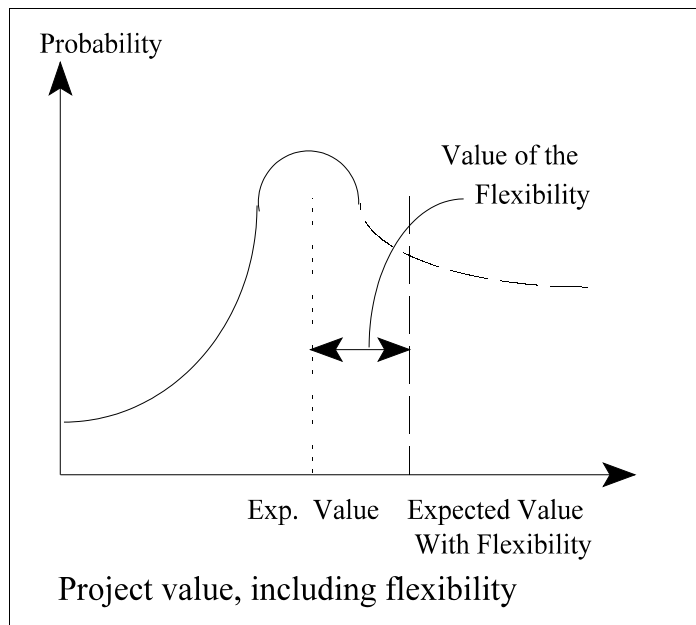 Probability
Value of the
Flexibility
Exp. Value
Expected Value
With Flexibility
Project value, including flexibility